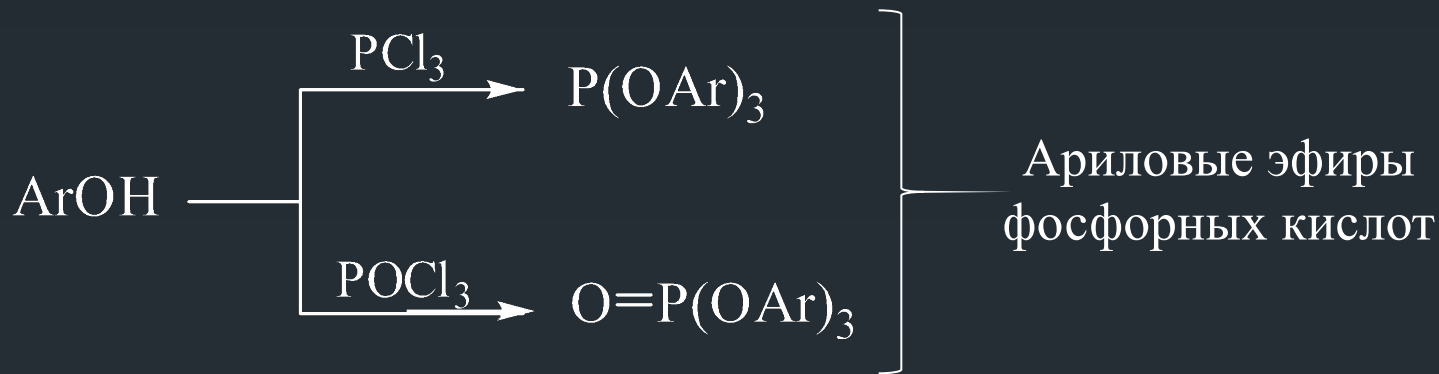 PCl₃
P(OAr)₃
ArOH
POCl₃
O=P(OAr)₃
Ариловые эфиры
фосфорных кислот